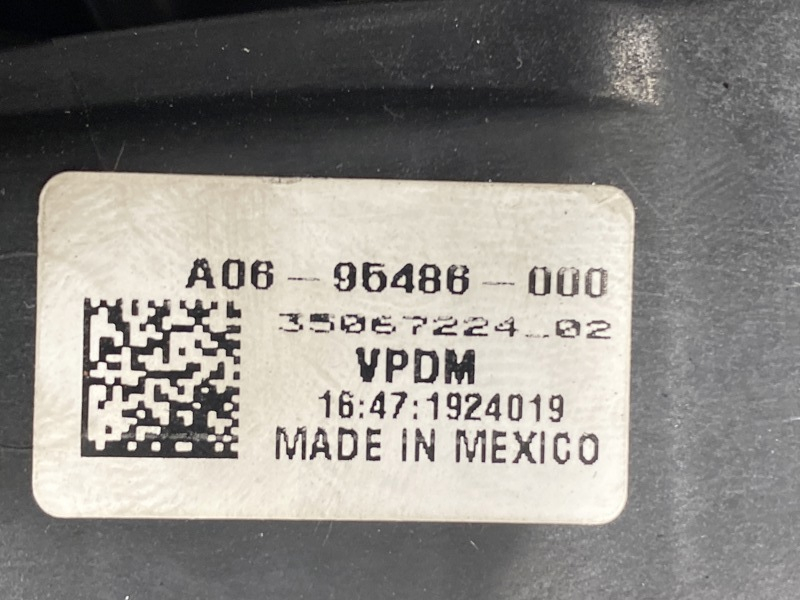 A06-95486-000
35067224_02
VPDM
16:47:1924019
MADE IN MEXICO